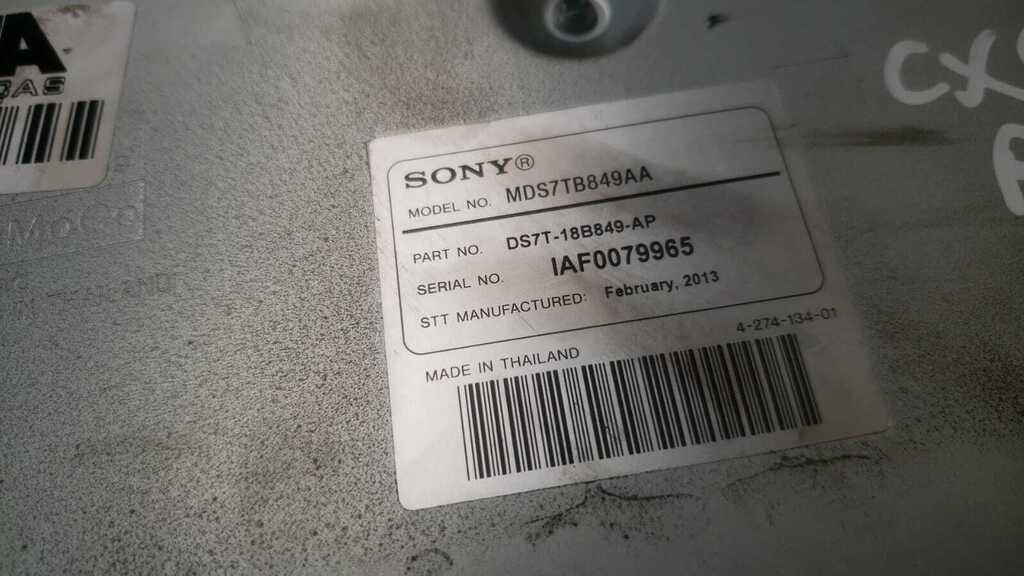 A
SONY®
MODEL NO. MDS7TB849AA
PART NO. DS7T-18B849-AP
SERIAL NO. IAF0079965
STT MANUFACTURED: February, 2013
4-274-134-01
MADE IN THAILAND
CX